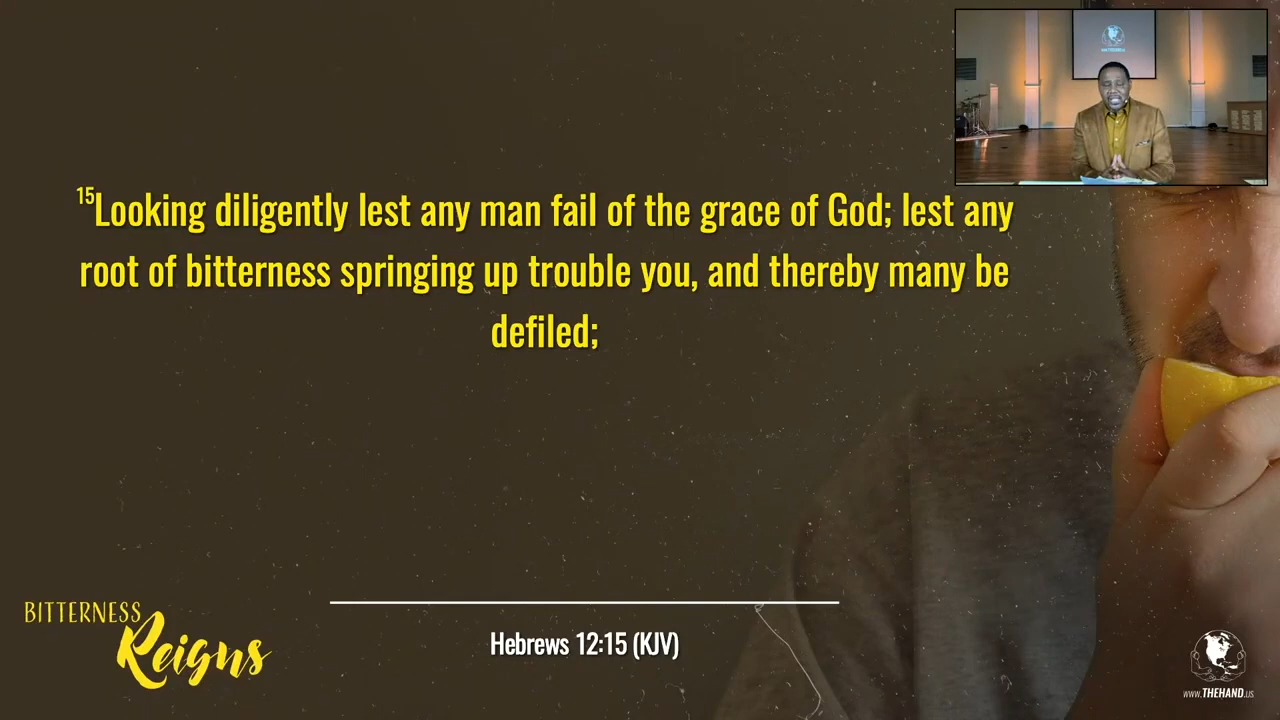 15Looking diligently lest any man fail of the grace of God; lest any
root of bitterness springing up trouble you, and thereby many be
defiled;
BITTERNESS
Reigns
Hebrews 12:15 (KJV)
www.THEHAND.us